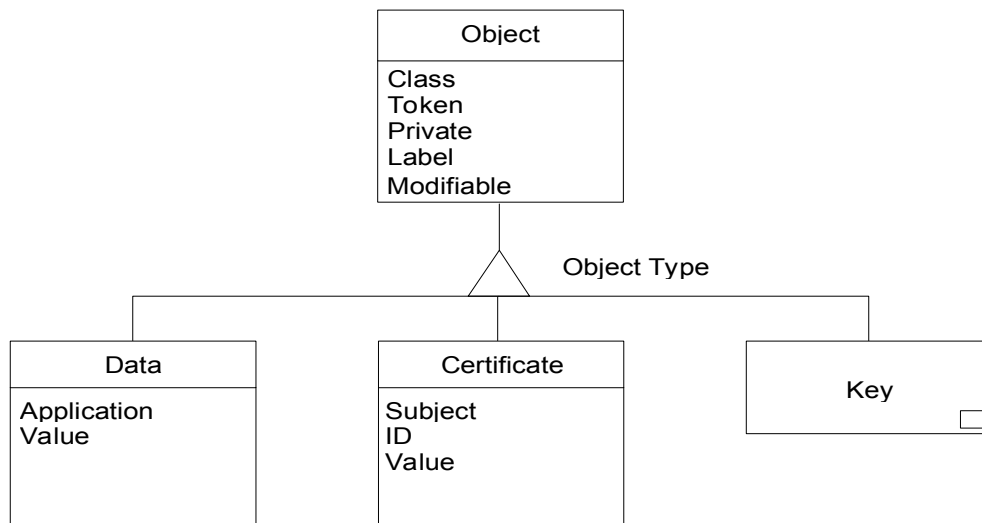 Object
Class
Token
Private
Label
Modifiable
Object Type
Data
Application
Value
Certificate
Subject
ID
Value
Key